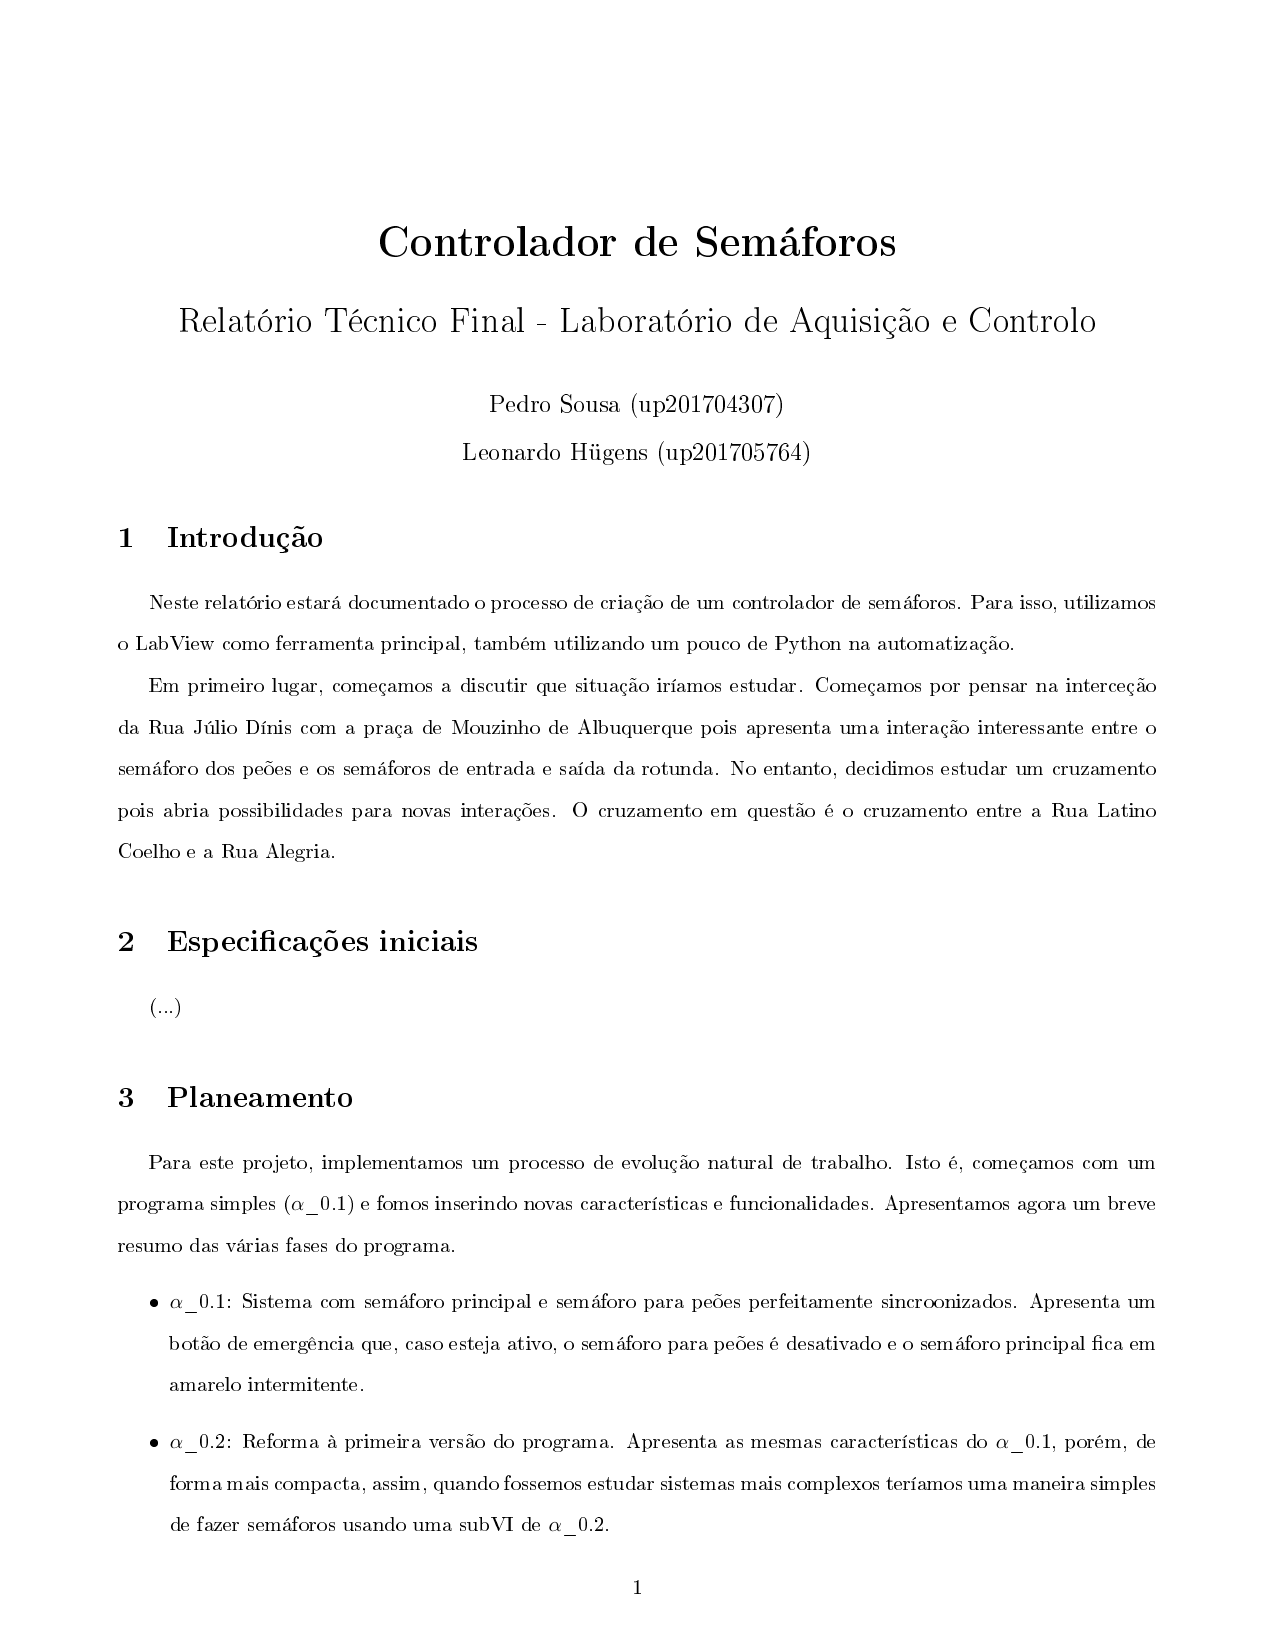 Controlador de Semáforos
Relatório Técnico Final - Laboratório de Aquisição e Controlo
Pedro Sousa (up201704307)
Leonardo Hügens (up201705764)
1 Introdução
Neste relatório estará documentado o processo de criação de um controlador de semáforos. Para isso, utilizamos
o LabView como ferramenta principal, também utilizando um pouco de Python na automatização.
Em primeiro lugar, começamos a discutir que situação iríamos estudar. Começamos por pensar na interceção
da Rua Júlio Dínis com a praça de Mouzinho de Albuquerque pois apresenta uma interação interessante entre o
semáforo dos peões e os semáforos de entrada e saída da rotunda. No entanto, decidimos estudar um cruzamento
pois abria possibilidades para novas interações. O cruzamento em questão é o cruzamento entre a Rua Latino
Coelho e a Rua Alegria.
2 Especificações iniciais
(...)
3 Planeamento
Para este projeto, implementamos um processo de evolução natural de trabalho. Isto é, começamos com um
programa simples (α_0.1) e fomos inserindo novas características e funcionalidades. Apresentamos agora um breve
resumo das várias fases do programa.
• α_0.1: Sistema com semáforo principal e semáforo para peões perfeitamente sincroonizados. Apresenta um
botão de emergência que, caso esteja ativo, o semáforo para peões é desativado e o semáforo principal fica em
amarelo intermitente.
• α_0.2: Reforma à primeira versão do programa. Apresenta as mesmas características do α_0.1, porém, de
forma mais compacta, assim, quando fossemos estudar sistemas mais complexos teríamos uma maneira simples
de fazer semáforos usando uma subVI de α_0.2.
1